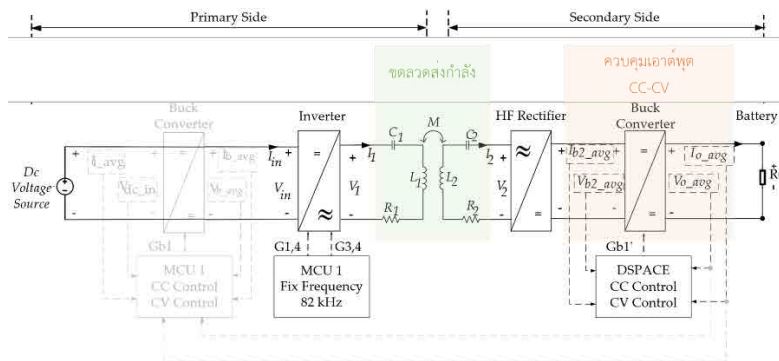 Primary Side
Secondary Side
ขดลวดส่งกำลัง
ควบคุมเอาต์พุต
CC-CV
Buck
Converter
Inverter
M
HF Rectifier
Buck
Converter
Battery
C1
C2
Ii_avg
Ib_avg
Iin
I1
I2
Ib2_avg
Io_avg
Dc
Voltage
Source
Vdc_in
Vb_avg
Vin
V1
L1
L2
V2
Vb2_avg
Vo_avg
R1
R2
Gb1
G1,4
G3,4
Gb1'
MCU 1
CC Control
CV Control
MCU 1
Fix Frequency
82 kHz
DSPACE
CC Control
CV Control